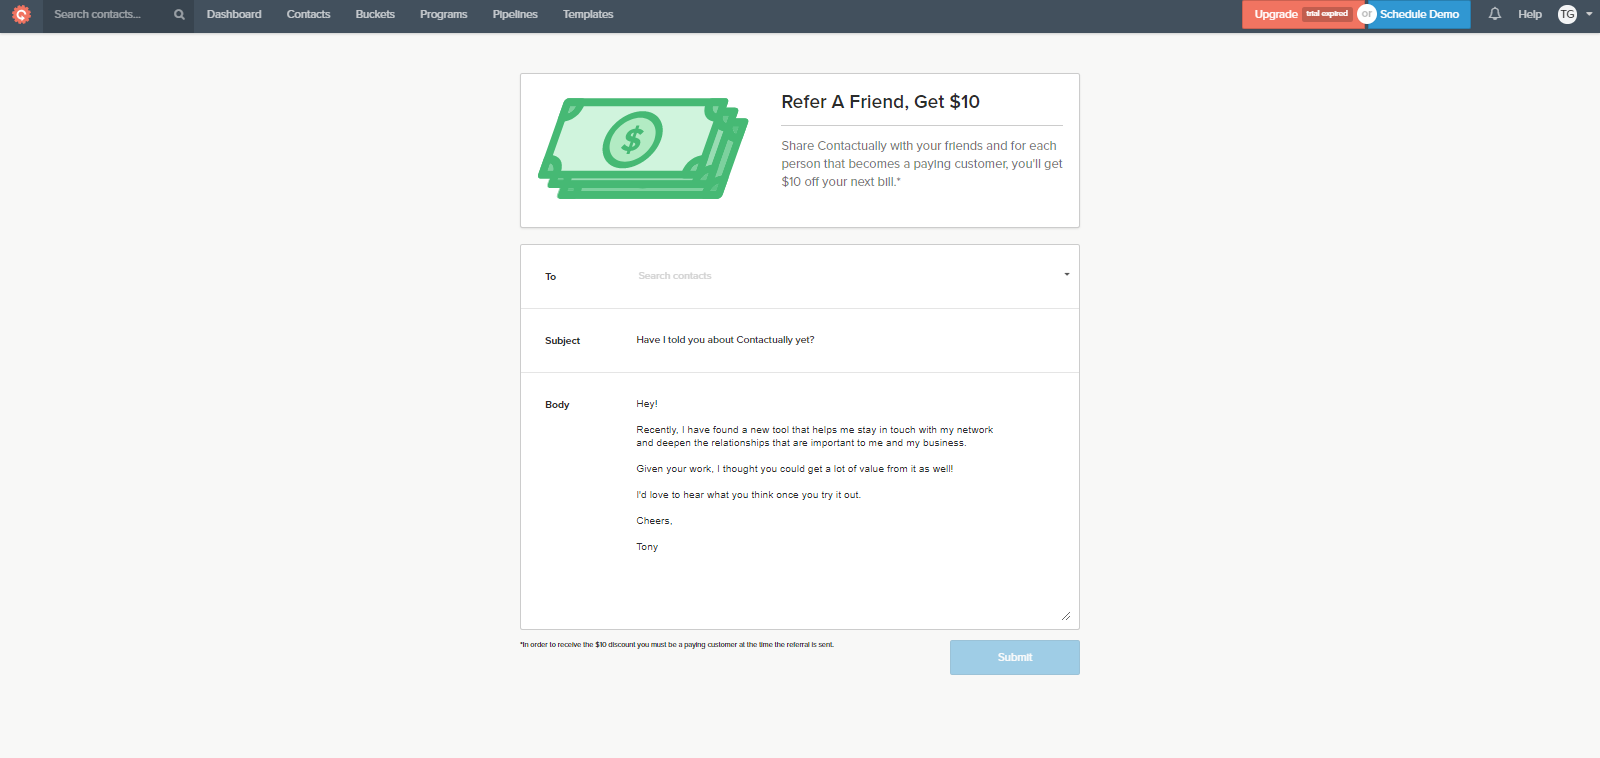 Search contacts...
Dashboard
Contacts
Buckets
Programs
Pipelines
Templates
Upgrade trial expired or Schedule Demo
Help
TG
$
Refer A Friend, Get $10
Share Contactually with your friends and for each
person that becomes a paying customer, you'll get
$10 off your next bill.*
To
Search contacts
Subject
Have I told you about Contactually yet?
Body
Hey!
Recently, I have found a new tool that helps me stay in touch with my network
and deepen the relationships that are important to me and my business.
Given your work, I thought you could get a lot of value from it as well!
I'd love to hear what you think once you try it out.
Cheers,
Tony
*In order to receive the $10 discount you must be a paying customer at the time the referral is sent.
Submit